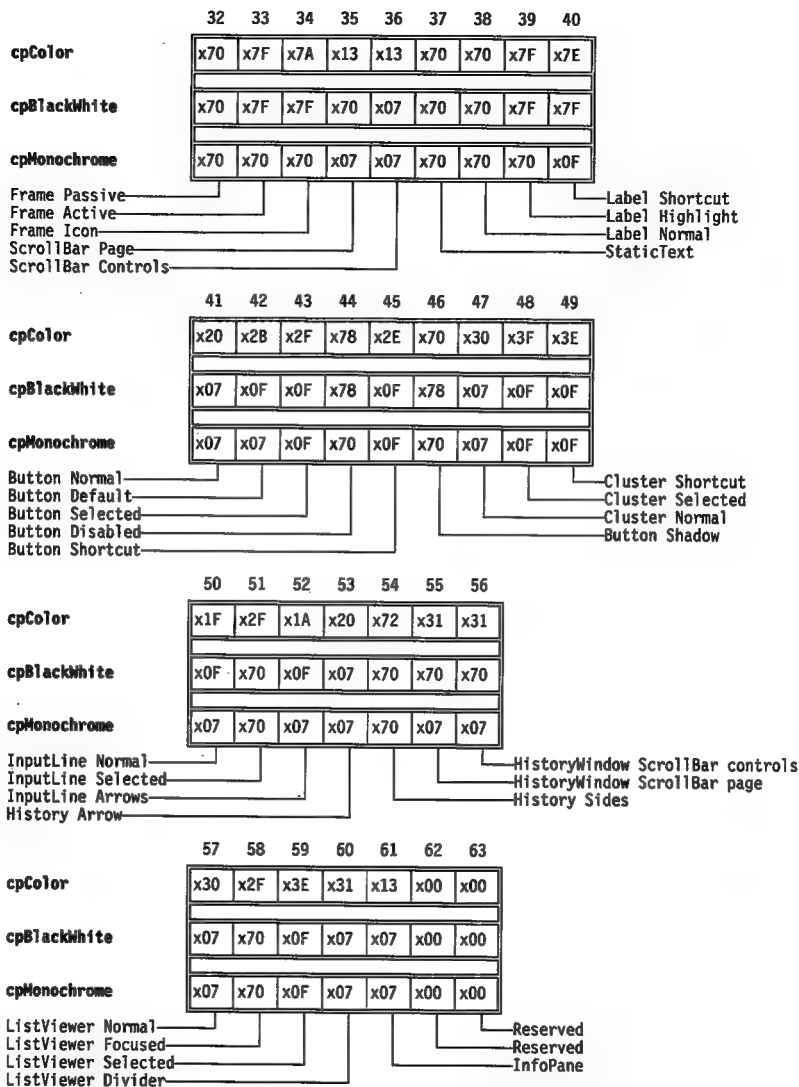 32 33 34 35 36 37 38 39 40
cpColor x70 x7F x7A x13 x13 x70 x70 x7F x7E
cpBlackWhite x70 x7F x7F x70 x07 x70 x70 x7F x7F
cpMonochrome x70 x70 x70 x07 x07 x70 x70 x70 x0F
Frame Passive
Frame Active
Frame Icon
ScrollBar Page
ScrollBar Controls
Label Shortcut
Label Highlight
Label Normal
StaticText
41 42 43 44 45 46 47 48 49
cpColor x20 x2B x2F x78 x2E x70 x30 x3F x3E
cpBlackWhite x07 x0F x0F x78 x0F x78 x07 x0F x0F
cpMonochrome x07 x07 x0F x70 x0F x70 x07 x0F x0F
Button Normal
Button Default
Button Selected
Button Disabled
Button Shortcut
Cluster Shortcut
Cluster Selected
Cluster Normal
Button Shadow
50 51 52 53 54 55 56
cpColor x1F x2F x1A x20 x72 x31 x31
cpBlackWhite x0F x70 x0F x07 x70 x70 x70
cpMonochrome x07 x70 x07 x07 x70 x07 x07
InputLine Normal
InputLine Selected
InputLine Arrows
History Arrow
HistoryWindow ScrollBar controls
HistoryWindow ScrollBar page
History Sides
57 58 59 60 61 62 63
cpColor x30 x2F x3E x31 x13 x00 x00
cpBlackWhite x07 x70 x0F x07 x07 x00 x00
cpMonochrome x07 x70 x0F x07 x07 x00 x00
ListViewer Normal
ListViewer Focused
ListViewer Selected
ListViewer Divider
Reserved
Reserved
InfoPane